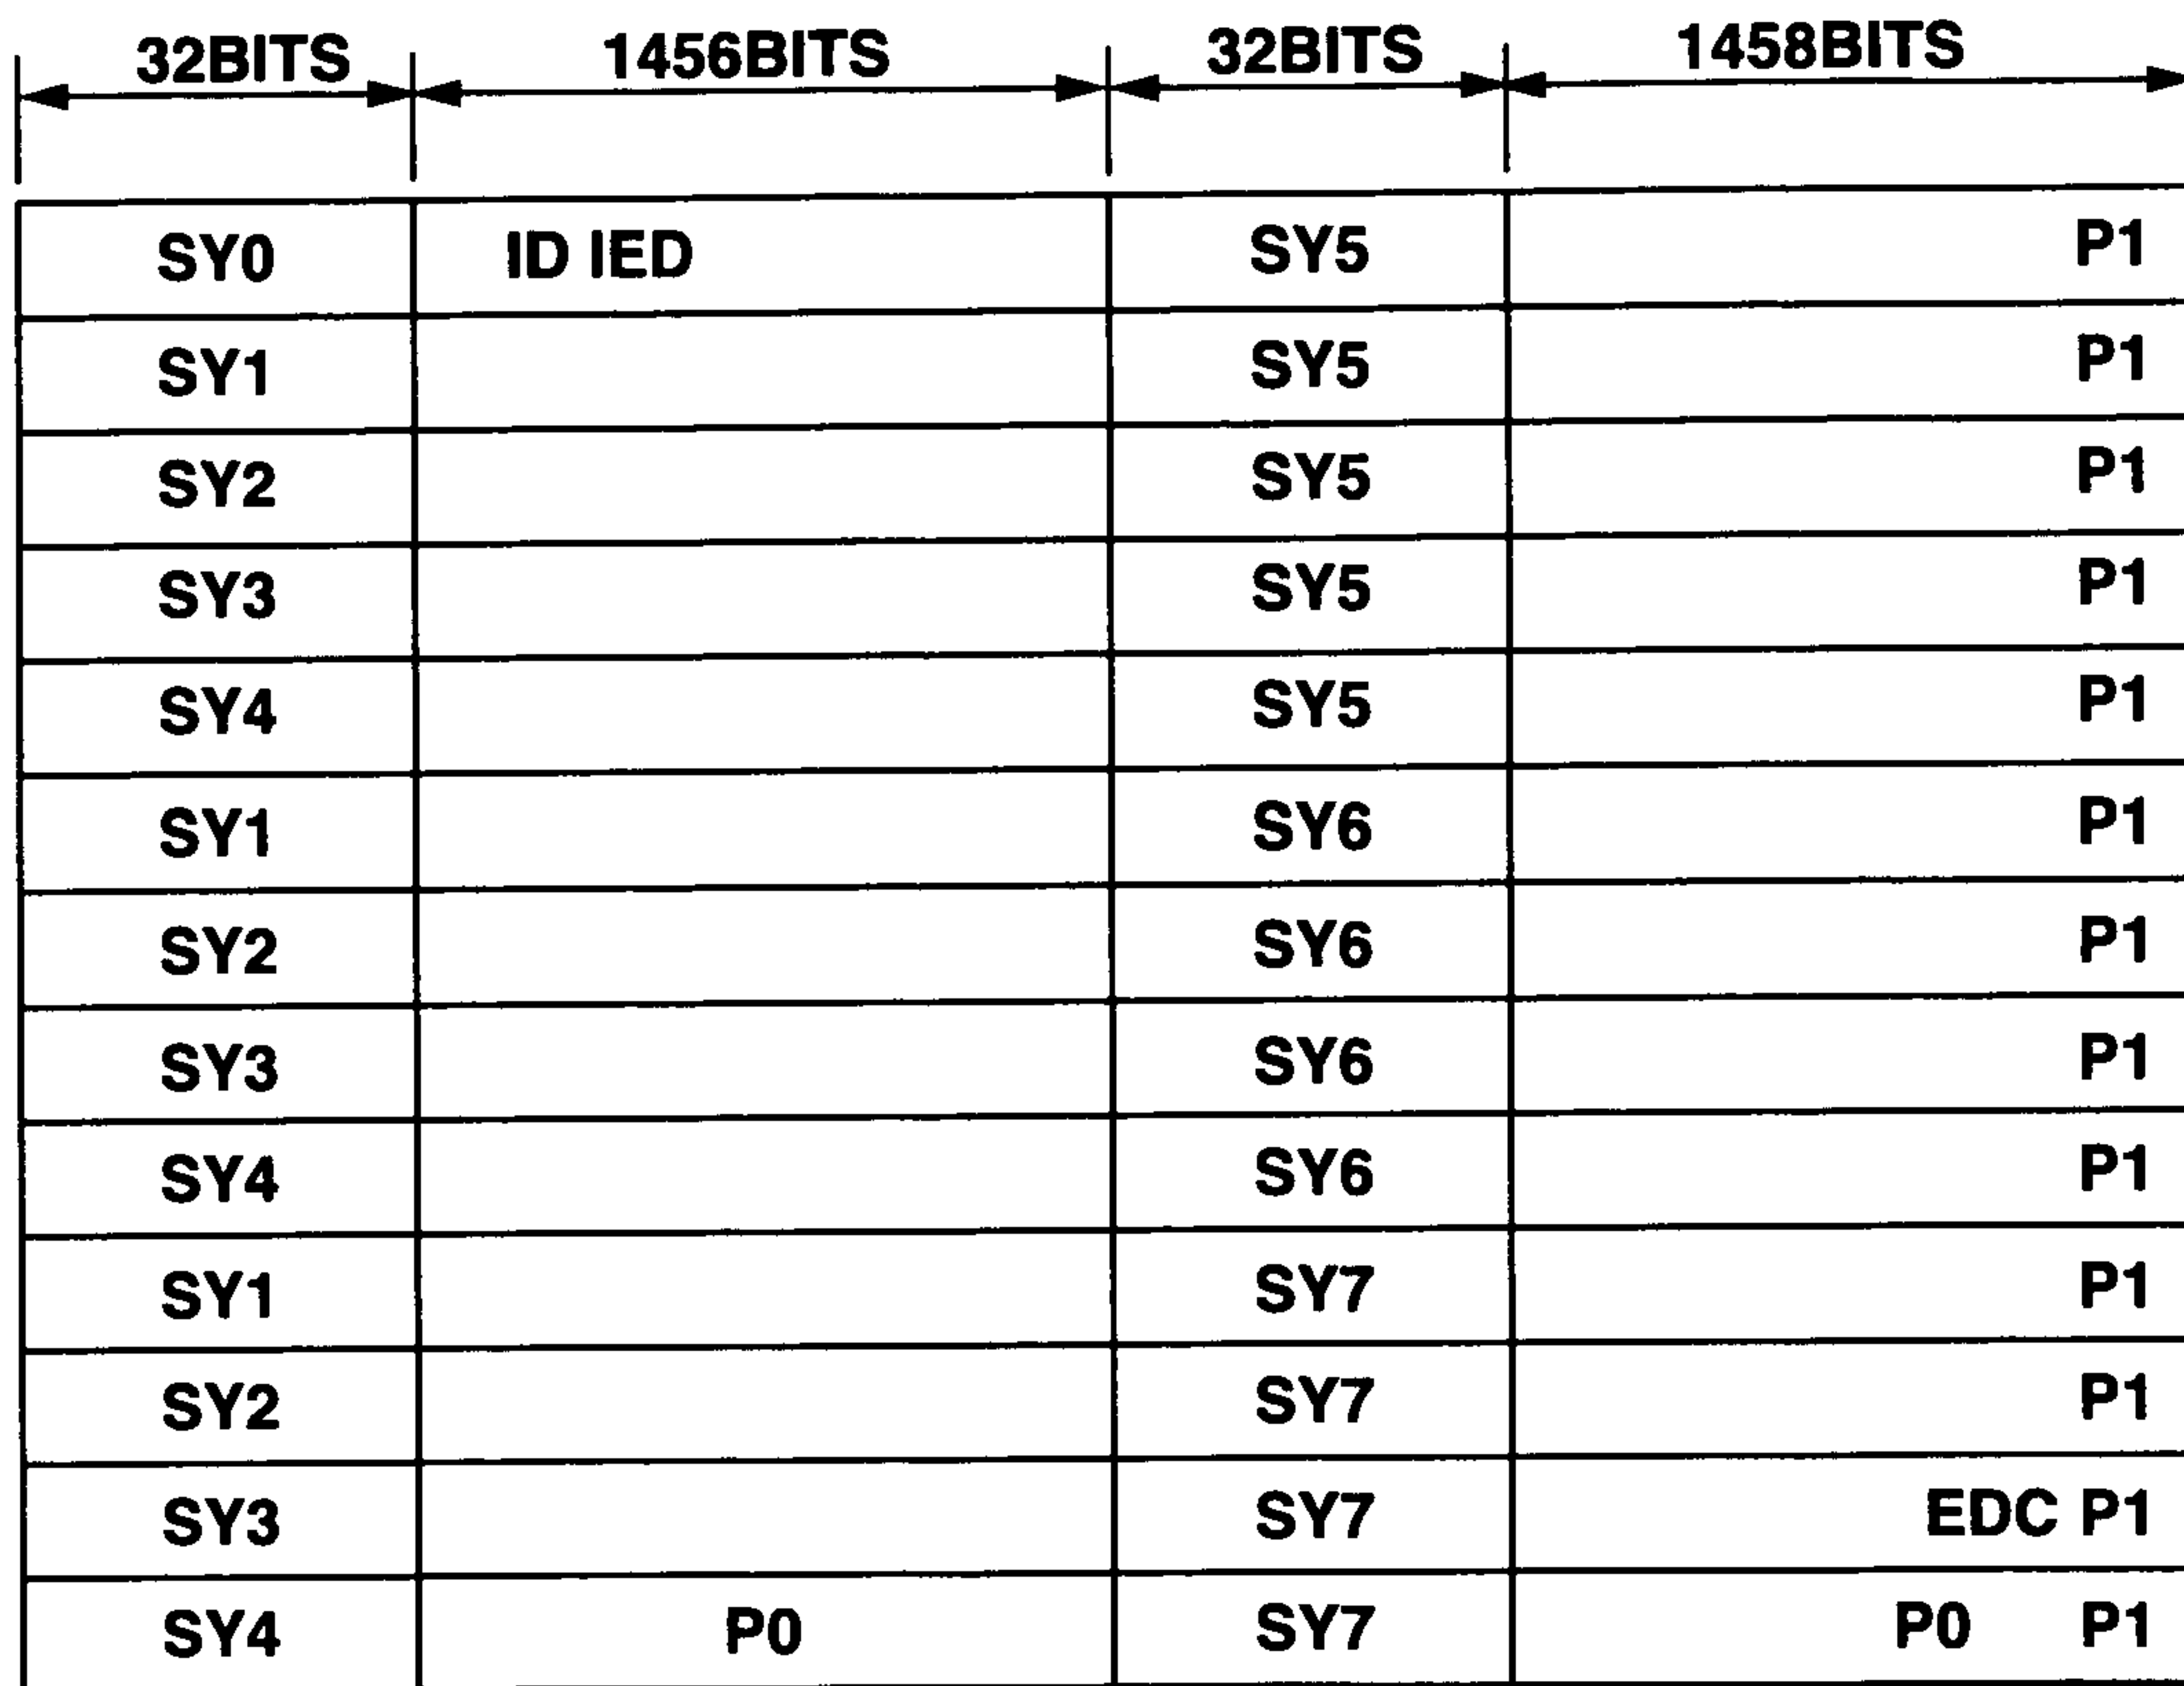 32BITS 1456BITS 32BITS 1458BITS
SY0 ID IED SY5 P1
SY1 SY5 P1
SY2 SY5 P1
SY3 SY5 P1
SY4 SY5 P1
SY1 SY6 P1
SY2 SY6 P1
SY3 SY6 P1
SY4 SY6 P1
SY1 SY7 P1
SY2 SY7 P1
SY3 SY7 EDC P1
SY4 P0 SY7 P0 P1